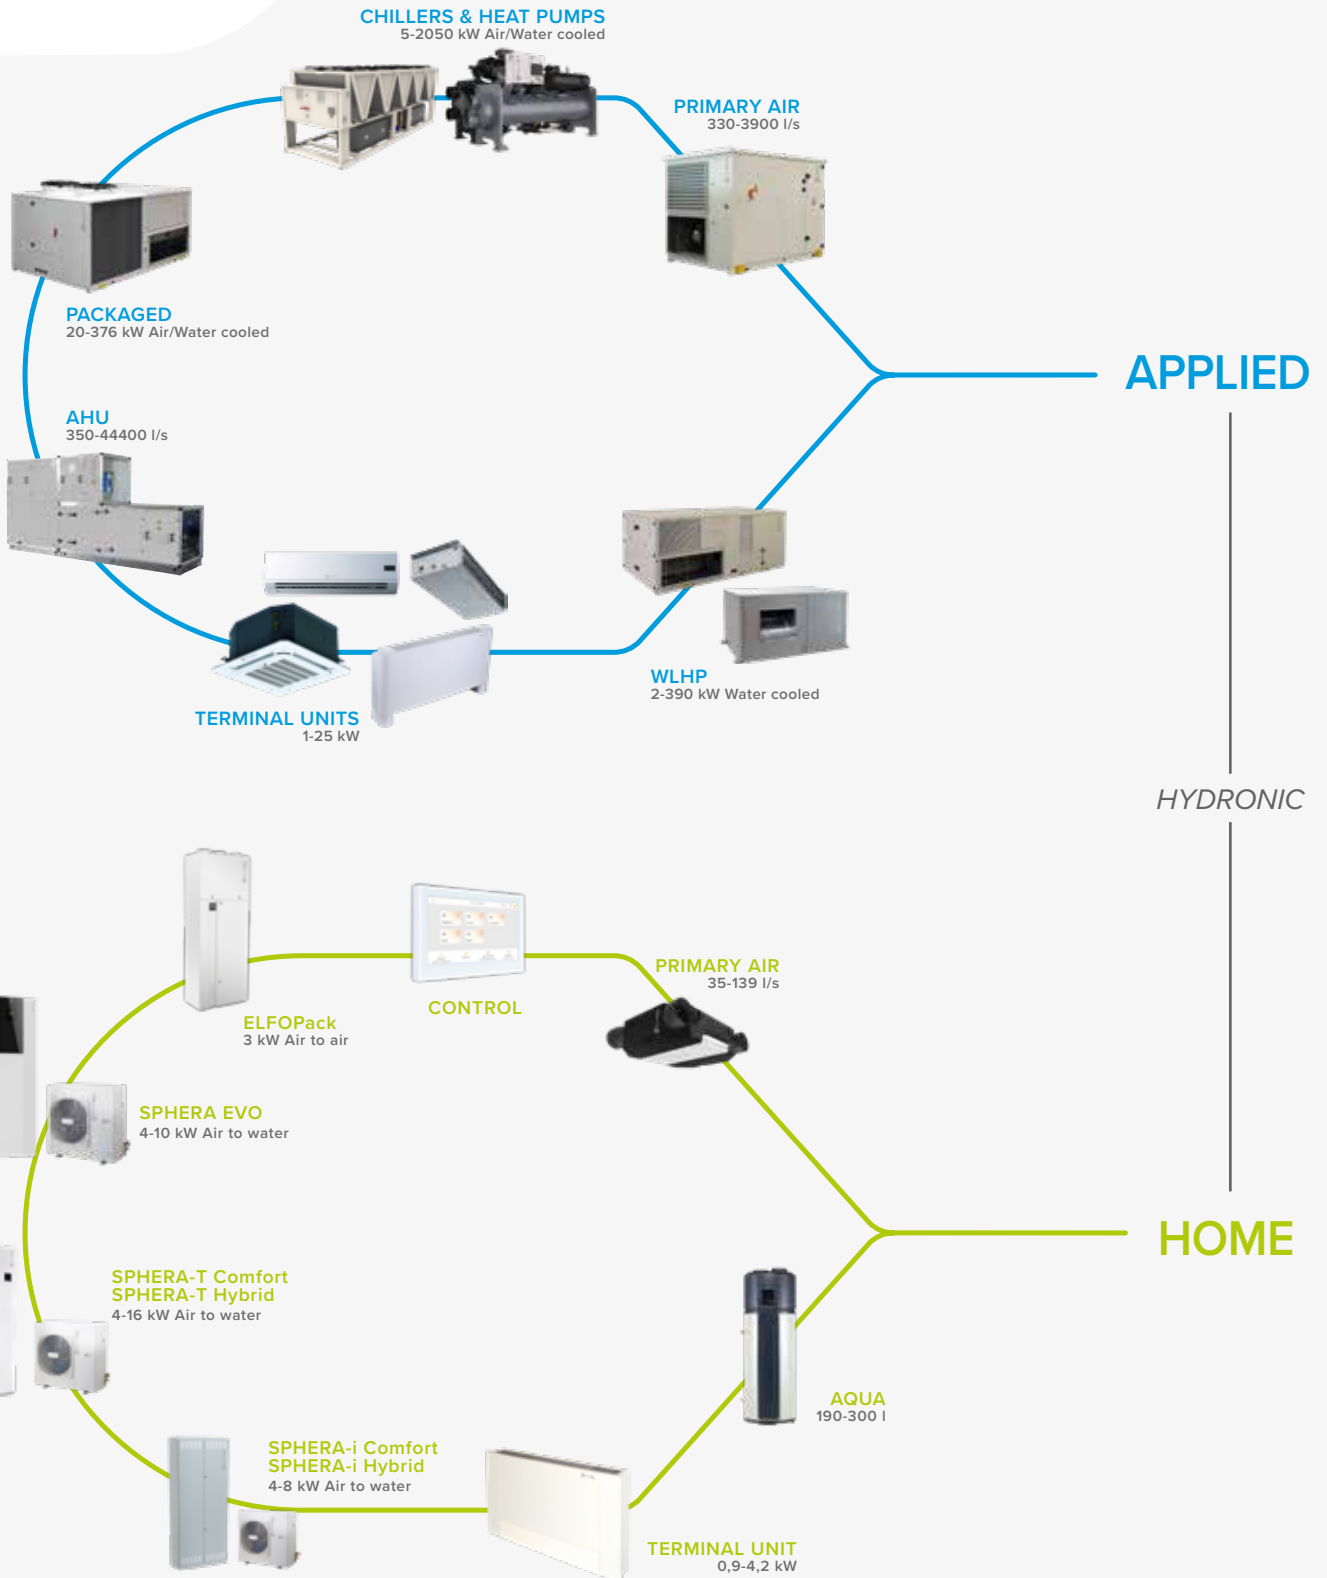 CHILLERS & HEAT PUMPS
5-2050 kW Air/Water cooled
PRIMARY AIR
330-3900 l/s
PACKAGED
20-376 kW Air/Water cooled
APPLIED
AHU
350-44400 l/s
WLHP
2-390 kW Water cooled
TERMINAL UNITS
1-25 kW
HYDRONIC
PRIMARY AIR
35-139 l/s
CONTROL
ELFOPack
3 kW Air to air
SPHERA EVO
4-10 kW Air to water
HOME
SPHERA-T Comfort
SPHERA-T Hybrid
4-16 kW Air to water
AQUA
190-300 l
SPHERA-i Comfort
SPHERA-i Hybrid
4-8 kW Air to water
TERMINAL UNIT
0,9-4,2 kW